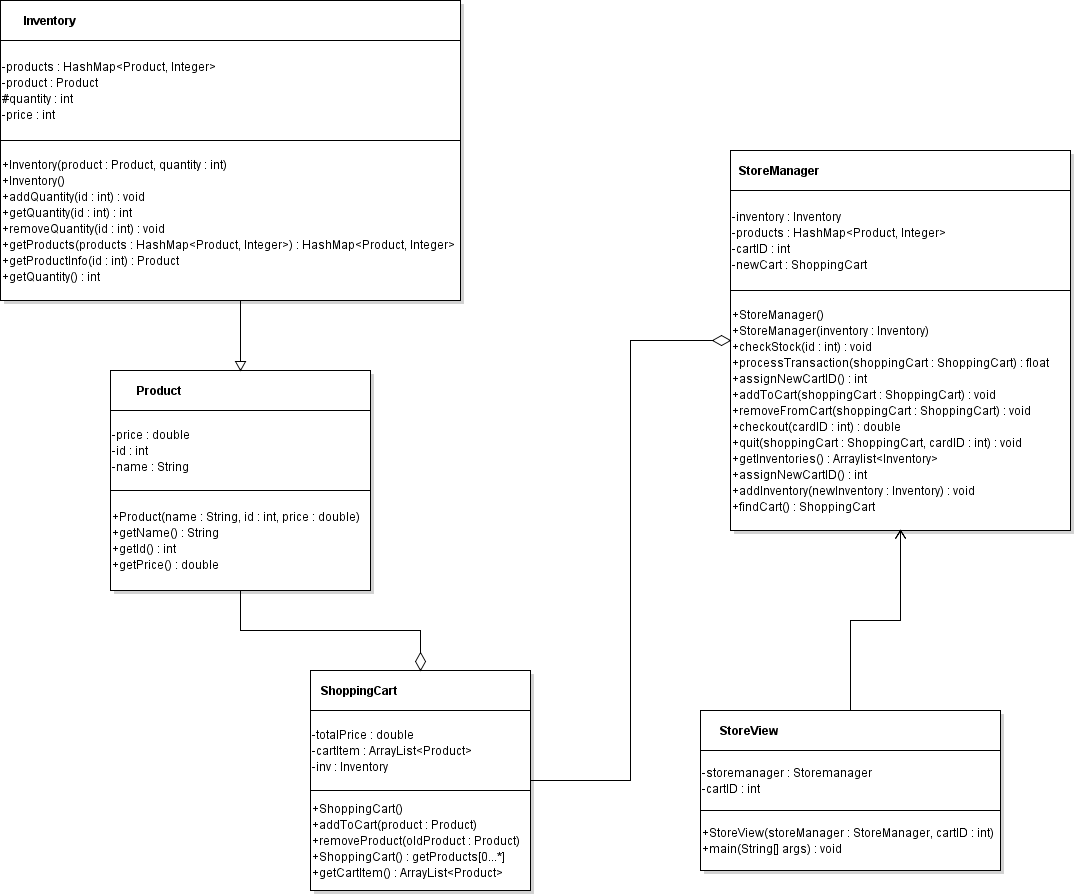 Inventory
-products : HashMap<Product, Integer>
-product : Product
#quantity : int
-price : int
+Inventory(product : Product, quantity : int)
+Inventory()
+addQuantity(id : int) : void
+getQuantity(id : int) : int
+removeQuantity(id : int) : void
+getProducts(products : HashMap<Product, Integer>) : HashMap<Product, Integer>
+getProductInfo(id : int) : Product
+getQuantity() : int
StoreManager
-inventory : Inventory
-products : HashMap<Product, Integer>
-cartID : int
-newCart : ShoppingCart
+StoreManager()
+StoreManager(inventory : Inventory)
+checkStock(id : int) : void
+processTransaction(shoppingCart : ShoppingCart) : float
+assignNewCartID() : int
+addToCart(shoppingCart : ShoppingCart) : void
+removeFromCart(shoppingCart : ShoppingCart) : void
+checkout(cardID : int) : double
+quit(shoppingCart : ShoppingCart, cardID : int) : void
+getInventories() : Arraylist<Inventory>
+assignNewCartID() : int
+addInventory(newInventory : Inventory) : void
+findCart() : ShoppingCart
Product
-price : double
-id : int
-name : String
+Product(name : String, id : int, price : double)
+getName() : String
+getId() : int
+getPrice() : double
ShoppingCart
-totalPrice : double
-cartItem : ArrayList<Product>
-inv : Inventory
+ShoppingCart()
+addToCart(product : Product)
+removeProduct(oldProduct : Product)
+ShoppingCart() : getProducts[0...*]
+getCartItem() : ArrayList<Product>
StoreView
-storemanager : Storemanager
-cartID : int
+StoreView(storeManager : StoreManager, cartID : int)
+main(String[] args) : void